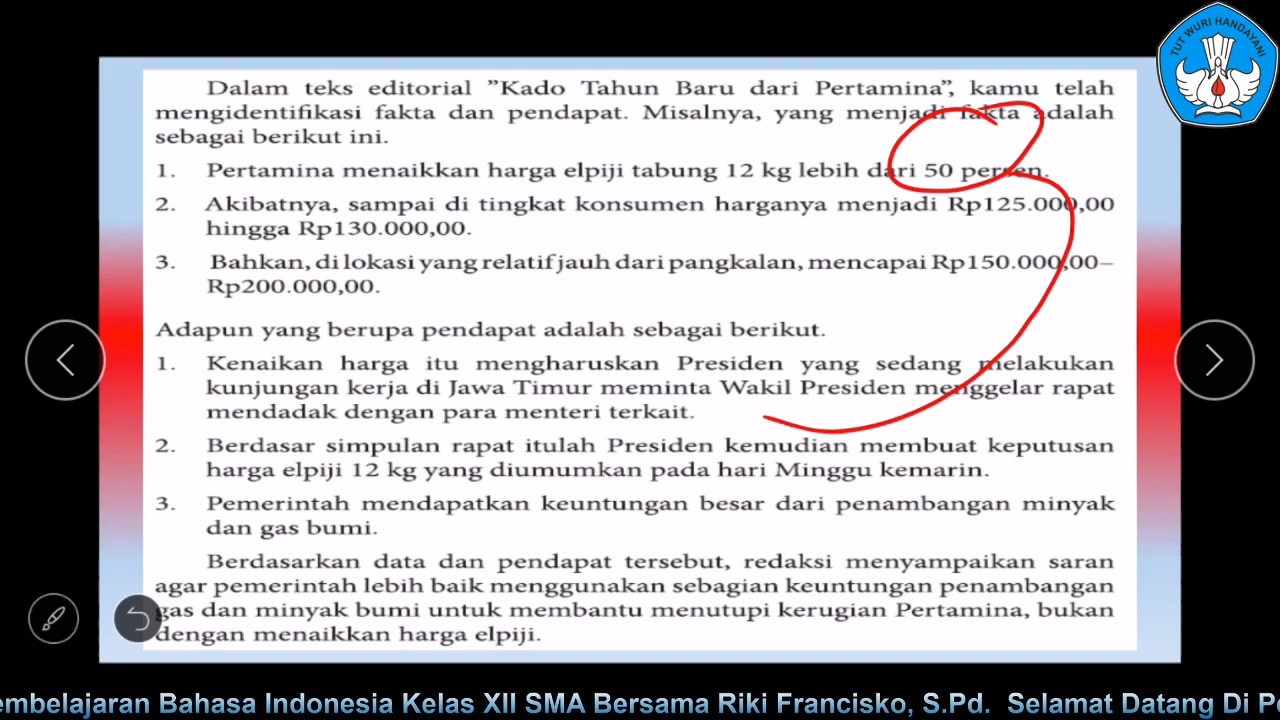 TUT WURI HANDAYANI
Dalam teks editorial ”Kado Tahun Baru dari Pertamina”, kamu telah
mengidentifikasi fakta dan pendapat. Misalnya, yang menjadi fakta adalah
sebagai berikut ini.
1. Pertamina menaikkan harga elpiji tabung 12 kg lebih dari 50 persen.
2. Akibatnya, sampai di tingkat konsumen harganya menjadi Rp125.000,00
hingga Rp130.000,00.
3. Bahkan, di lokasi yang relatif jauh dari pangkalan, mencapai Rp150.000,00–
Rp200.000,00.
Adapun yang berupa pendapat adalah sebagai berikut.
1. Kenaikan harga itu mengharuskan Presiden yang sedang melakukan
kunjungan kerja di Jawa Timur meminta Wakil Presiden menggelar rapat
mendadak dengan para menteri terkait.
2. Berdasar simpulan rapat itulah Presiden kemudian membuat keputusan
harga elpiji 12 kg yang diumumkan pada hari Minggu kemarin.
3. Pemerintah mendapatkan keuntungan besar dari penambangan minyak
dan gas bumi.
Berdasarkan data dan pendapat tersebut, redaksi menyampaikan saran
agar pemerintah lebih baik menggunakan sebagian keuntungan penambangan
gas dan minyak bumi untuk membantu menutupi kerugian Pertamina, bukan
dengan menaikkan harga elpiji.
embelajaran Bahasa Indonesia Kelas XII SMA Bersama Riki Francisko, S.Pd. Selamat Datang Di Pe